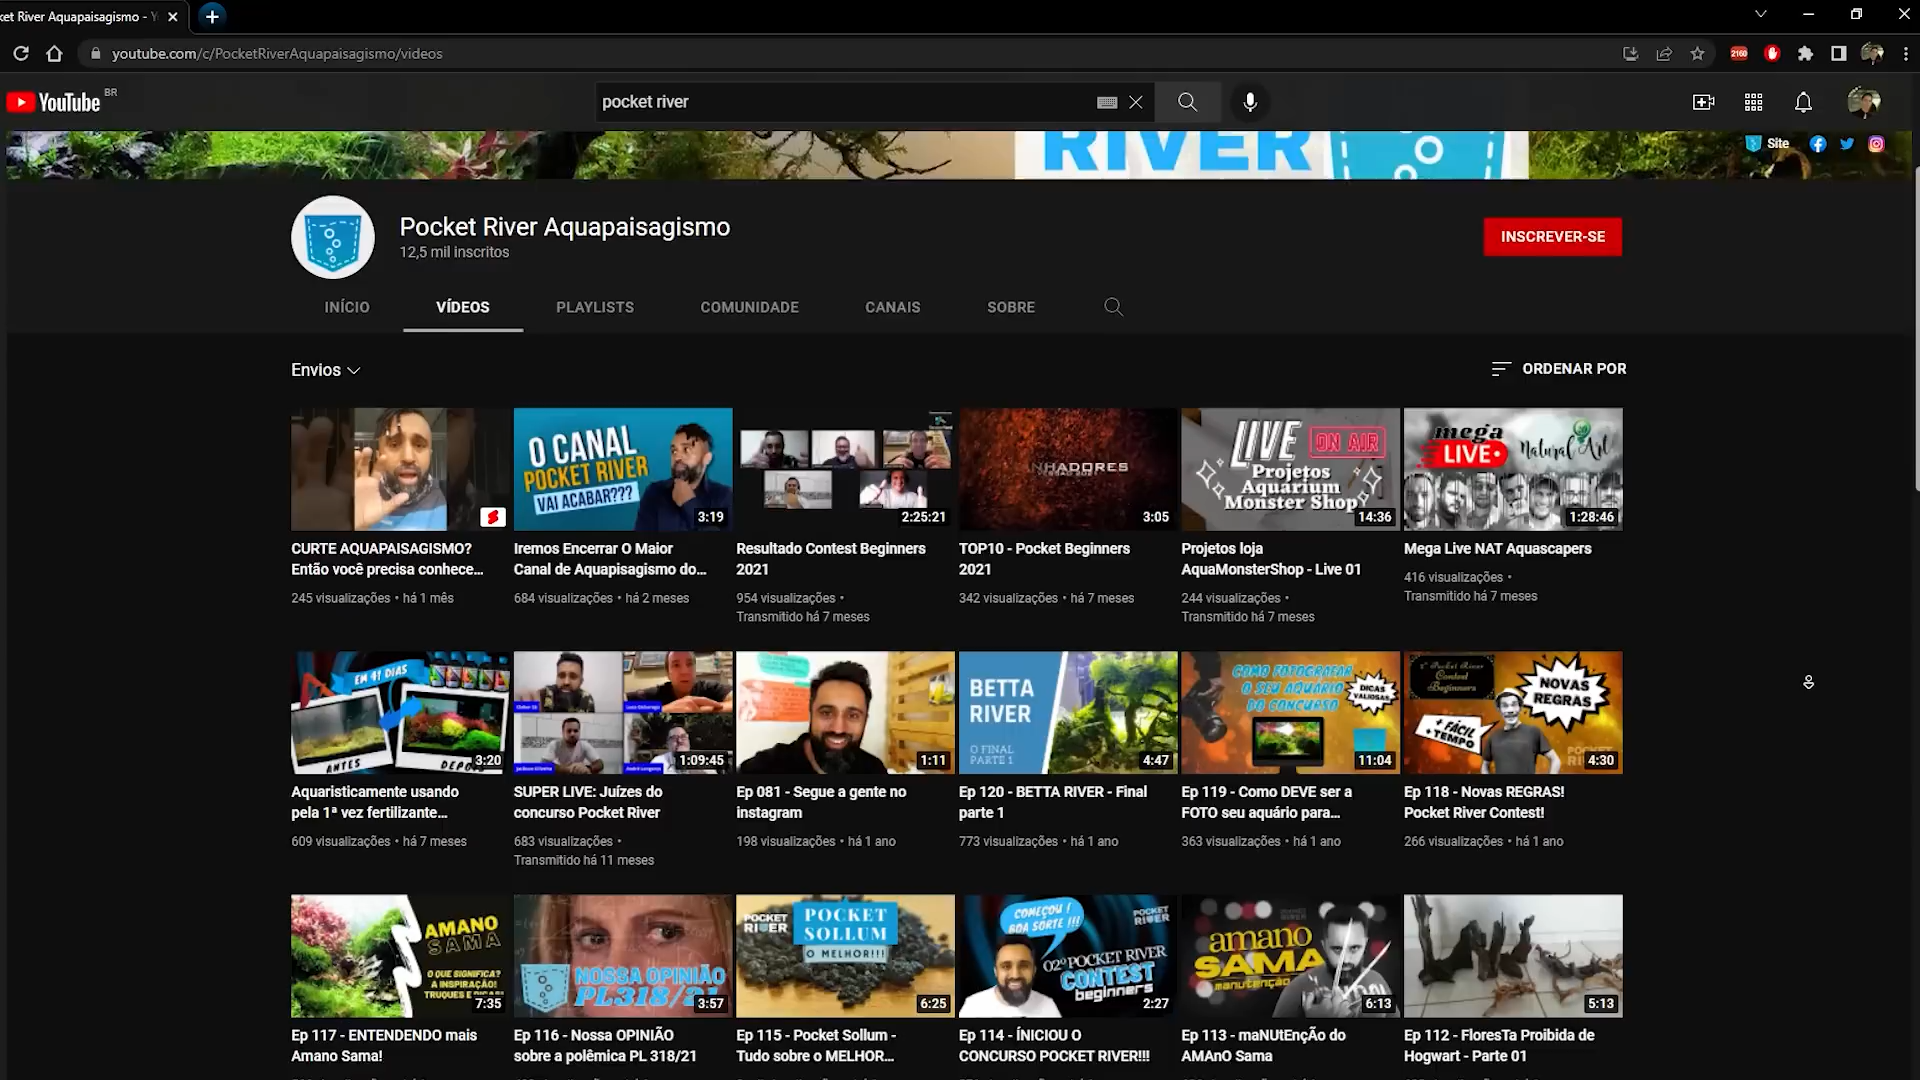 ket River Aquapaisagismo - Y
youtube.com/c/PocketRiverAquapaisagismo/videos
2160
YouTube BR
pocket river
RIVER
Site
Pocket River Aquapaisagismo
12,5 mil inscritos
INSCREVER-SE
INÍCIO
VÍDEOS
PLAYLISTS
COMUNIDADE
CANAIS
SOBRE
Envios
ORDENAR POR
O CANAL
POCKET RIVER
VAI ACABAR???
3:19
2:25:21
NHADORES
3:05
LIVE ON AIR
Projetos
Aquarium
Monster Shop
14:36
mega
LIVE
Natural Art
1:28:46
CURTE AQUAPAISAGISMO?
Então você precisa conhece...
245 visualizações • há 1 mês
Iremos Encerrar O Maior
Canal de Aquapisagismo do...
684 visualizações • há 2 meses
Resultado Contest Beginners
2021
954 visualizações •
Transmitido há 7 meses
TOP10 - Pocket Beginners
2021
342 visualizações • há 7 meses
Projetos loja
AquaMonsterShop - Live 01
244 visualizações •
Transmitido há 7 meses
Mega Live NAT Aquascapers
416 visualizações •
Transmitido há 7 meses
EM 41 DIAS
ANTES
DEPO
3:20
1:09:45
1:11
BETTA
RIVER
O FINAL
PARTE 1
4:47
COMO FOTOGRAFAR
O SEU AQUÁRIO
DO CONCURSO
DICAS
VALIOSAS
11:04
2º Pocket River
Contest
Beginners
NOVAS
REGRAS!
+ FÁCIL
+ TEMPO
4:30
Aquaristicamente usando
pela 1ª vez fertilizante...
609 visualizações • há 7 meses
SUPER LIVE: Juízes do
concurso Pocket River
683 visualizações •
Transmitido há 11 meses
Ep 081 - Segue a gente no
instagram
198 visualizações • há 1 ano
Ep 120 - BETTA RIVER - Final
parte 1
773 visualizações • há 1 ano
Ep 119 - Como DEVE ser a
FOTO seu aquário para...
363 visualizações • há 1 ano
Ep 118 - Novas REGRAS!
Pocket River Contest!
266 visualizações • há 1 ano
AMANO
SAMA
O QUE SIGNIFICA?
A INSPIRAÇÃO!
TRUQUES E DICAS!
7:35
NOSSA OPINIÃO
PL318/21
3:57
POCKET
RIVER
POCKET
SOLLUM
O MELHOR!!!
6:25
COMEÇOU!
BOA SORTE !!!
POCKET
RIVER
02º POCKET RIVER
CONTEST
beginners
2:27
amano
SAMA
manutenção
6:13
5:13
Ep 117 - ENTENDENDO mais
Amano Sama!
Ep 116 - Nossa OPINIÃO
sobre a polêmica PL 318/21
Ep 115 - Pocket Sollum -
Tudo sobre o MELHOR...
Ep 114 - ÍNICIOU O
CONCURSO POCKET RIVER!!!
Ep 113 - maNUtEnÇão do
AMAnO Sama
Ep 112 - FloresTa Proibida de
Hogwart - Parte 01